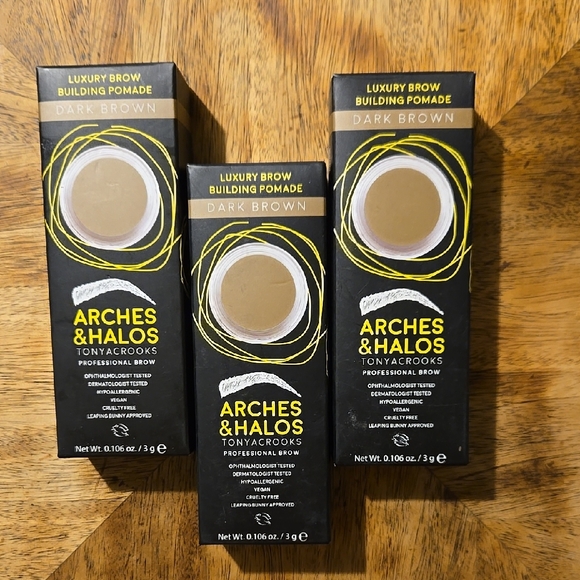 LUXURY BROW
BUILDING POMADE
DARK BROWN
ARCHES
&HALOS
TONYACROOKS
PROFESSIONAL BROW
OPHTHALMOLOGIST TESTED
DERMATOLOGIST TESTED
HYPOALLERGENIC
VEGAN
CRUELTY FREE
LEAPING BUNNY APPROVED
Net Wt. 0.106 oz. / 3 g ℮
LUXURY BROW
BUILDING POMADE
DARK BROWN
ARCHES
&HALOS
TONYACROOKS
PROFESSIONAL BROW
OPHTHALMOLOGIST TESTED
DERMATOLOGIST TESTED
HYPOALLERGENIC
VEGAN
CRUELTY FREE
LEAPING BUNNY APPROVED
Net Wt. 0.106 oz. / 3 g ℮
LUXURY BROW
BUILDING POMADE
DARK BROWN
ARCHES
&HALOS
TONYACROOKS
PROFESSIONAL BROW
OPHTHALMOLOGIST TESTED
DERMATOLOGIST TESTED
HYPOALLERGENIC
VEGAN
CRUELTY FREE
LEAPING BUNNY APPROVED
Net Wt. 0.106 oz. / 3 g ℮